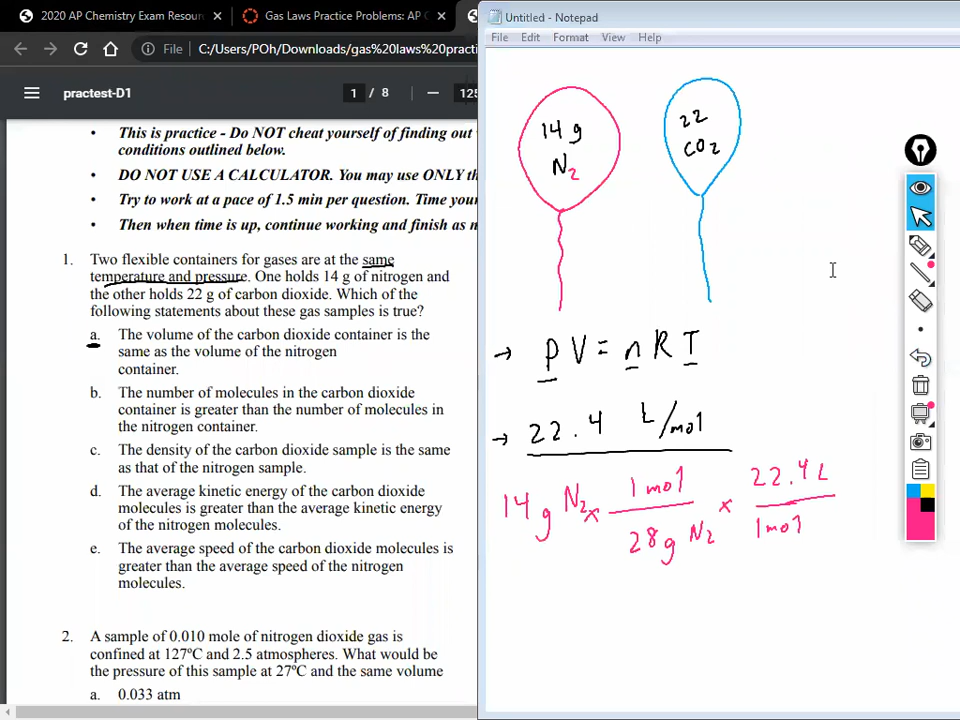 2020 AP Chemistry Exam Resour
Gas Laws Practice Problems: AP C
File
C:/Users/POh/Downloads/gas%20laws%20practi
practest-D1
1 / 8
125
• This is practice - Do NOT cheat yourself of finding out
conditions outlined below.
• DO NOT USE A CALCULATOR. You may use ONLY th
• Try to work at a pace of 1.5 min per question. Time your
• Then when time is up, continue working and finish as n
1. Two flexible containers for gases are at the same
temperature and pressure. One holds 14 g of nitrogen and
the other holds 22 g of carbon dioxide. Which of the
following statements about these gas samples is true?
a. The volume of the carbon dioxide container is the
same as the volume of the nitrogen
container.
b. The number of molecules in the carbon dioxide
container is greater than the number of molecules in
the nitrogen container.
c. The density of the carbon dioxide sample is the same
as that of the nitrogen sample.
d. The average kinetic energy of the carbon dioxide
molecules is greater than the average kinetic energy
of the nitrogen molecules.
e. The average speed of the carbon dioxide molecules is
greater than the average speed of the nitrogen
molecules.
2. A sample of 0.010 mole of nitrogen dioxide gas is
confined at 127ºC and 2.5 atmospheres. What would be
the pressure of this sample at 27ºC and the same volume
a. 0.033 atm
Untitled - Notepad
File Edit Format View Help
14 g
N2
22
CO2
→ PV = nRT
→ 22.4 L/mol
14g N2 x 1 mol / 28g N2 x 22.4 L / 1mol